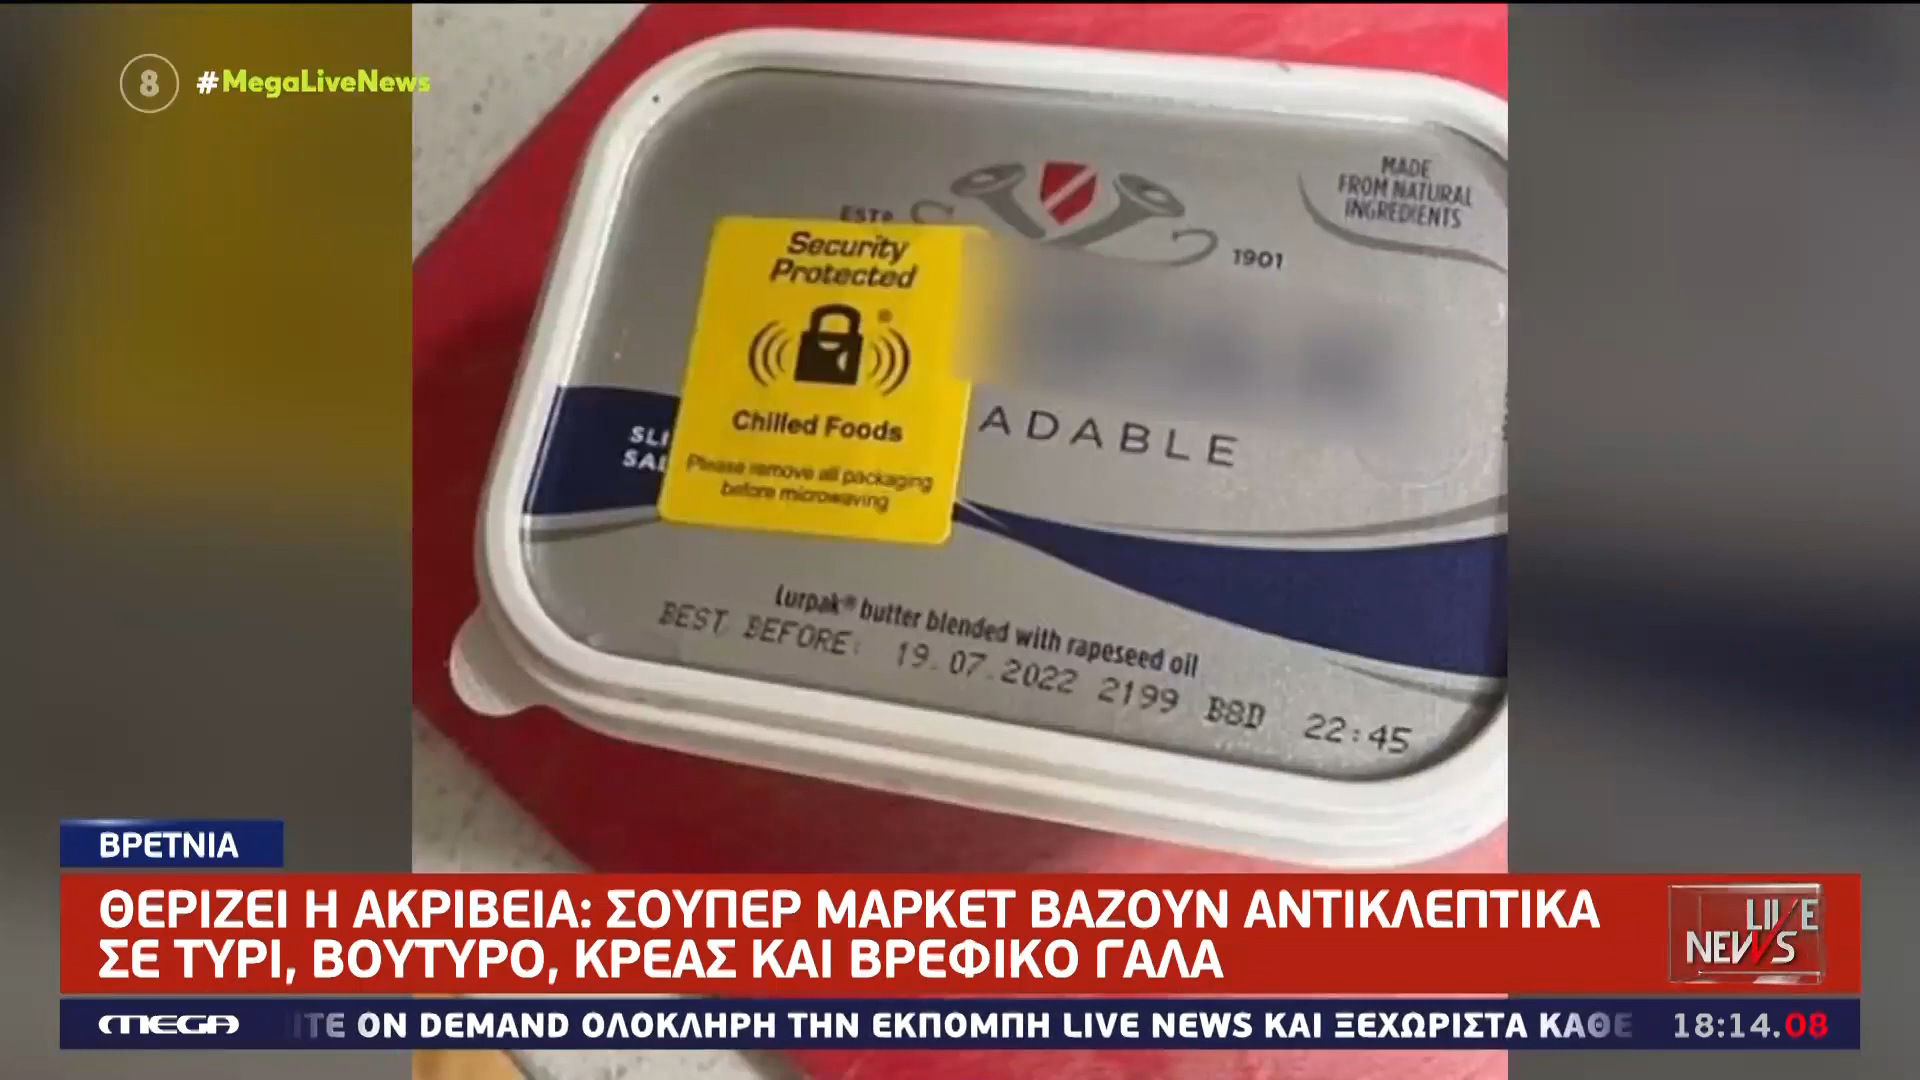 8 #MegaLiveNews
MADE
FROM NATURAL
INGREDIENTS
ESTD
1901
Security
Protected
®
Chilled Foods
Please remove all packaging
before microwaving
SLI
SAL
ADABLE
Lurpak® butter blended with rapeseed oil
BEST BEFORE: 19.07.2022 2199 BSD 22:45
ΒΡΕΤΝΙΑ
ΘΕΡΙΖΕΙ Η ΑΚΡΙΒΕΙΑ: ΣΟΥΠΕΡ ΜΑΡΚΕΤ ΒΑΖΟΥΝ ΑΝΤΙΚΛΕΠΤΙΚΑ
ΣΕ ΤΥΡΙ, ΒΟΥΤΥΡΟ, ΚΡΕΑΣ ΚΑΙ ΒΡΕΦΙΚΟ ΓΑΛΑ
LIVE
NEWS
MEGA ITE ON DEMAND ΟΛΟΚΛΗΡΗ ΤΗΝ ΕΚΠΟΜΠΗ LIVE NEWS ΚΑΙ ΞΕΧΩΡΙΣΤΑ ΚΑΘΕ 18:14.08